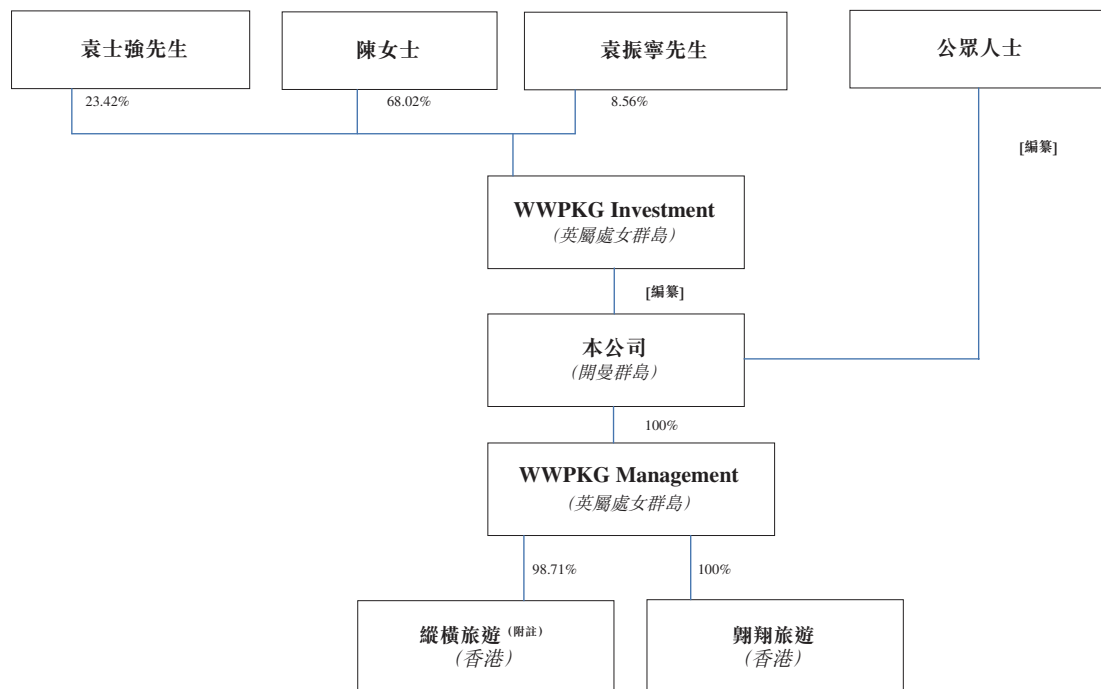 袁士強先生
陳女士
袁振寧先生
公眾人士
23.42%
68.02%
8.56%
[編纂]
WWPKG Investment
(英屬處女群島)
[編纂]
本公司
(開曼群島)
100%
WWPKG Management
(英屬處女群島)
98.71%
100%
縱橫旅遊 (附註)
(香港)
翱翔旅遊
(香港)